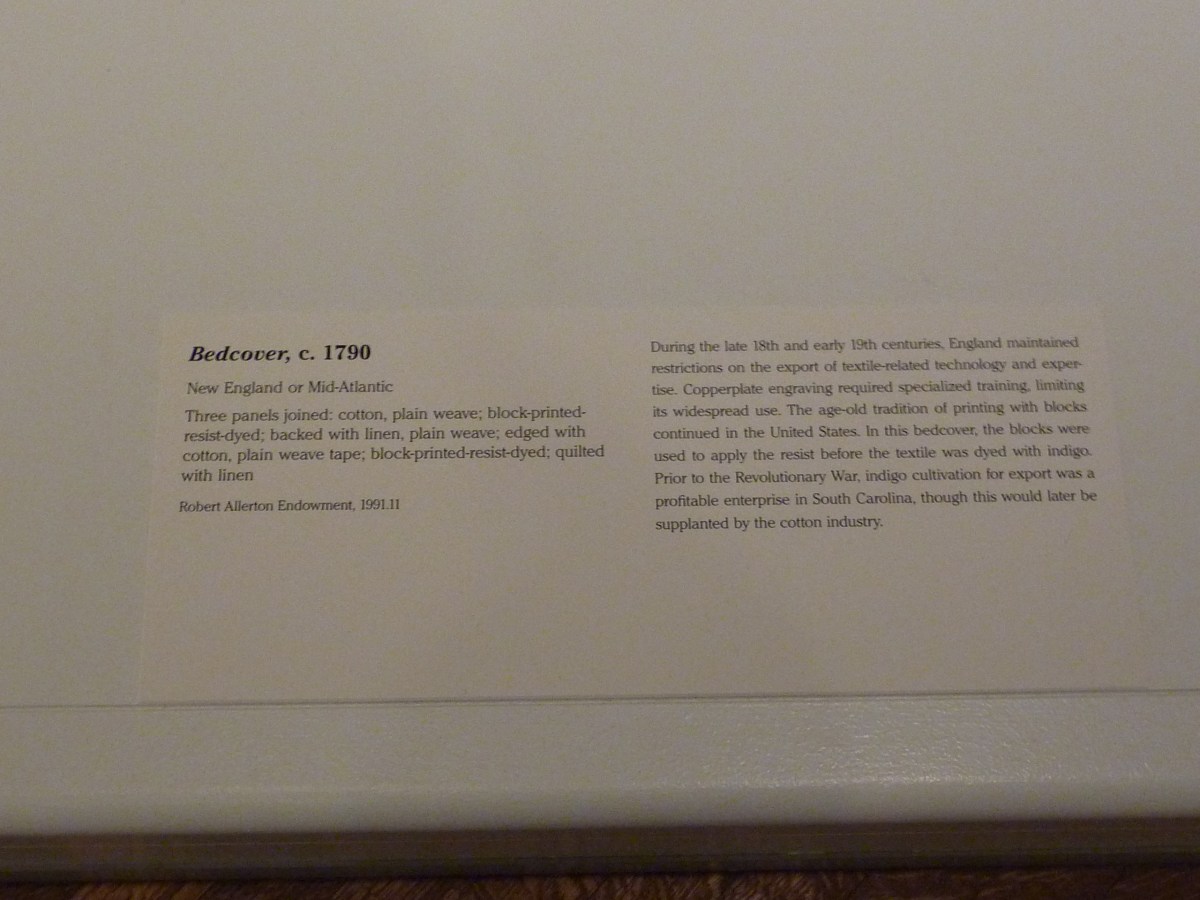 Bedcover, c. 1790
New England or Mid-Atlantic
Three panels joined: cotton, plain weave; block-printed-
resist-dyed; backed with linen, plain weave; edged with
cotton, plain weave tape; block-printed-resist-dyed; quilted
with linen
Robert Allerton Endowment, 1991.11
During the late 18th and early 19th centuries, England maintained
restrictions on the export of textile-related technology and exper-
tise. Copperplate engraving required specialized training, limiting
its widespread use. The age-old tradition of printing with blocks
continued in the United States. In this bedcover, the blocks were
used to apply the resist before the textile was dyed with indigo.
Prior to the Revolutionary War, indigo cultivation for export was a
profitable enterprise in South Carolina, though this would later be
supplanted by the cotton industry.